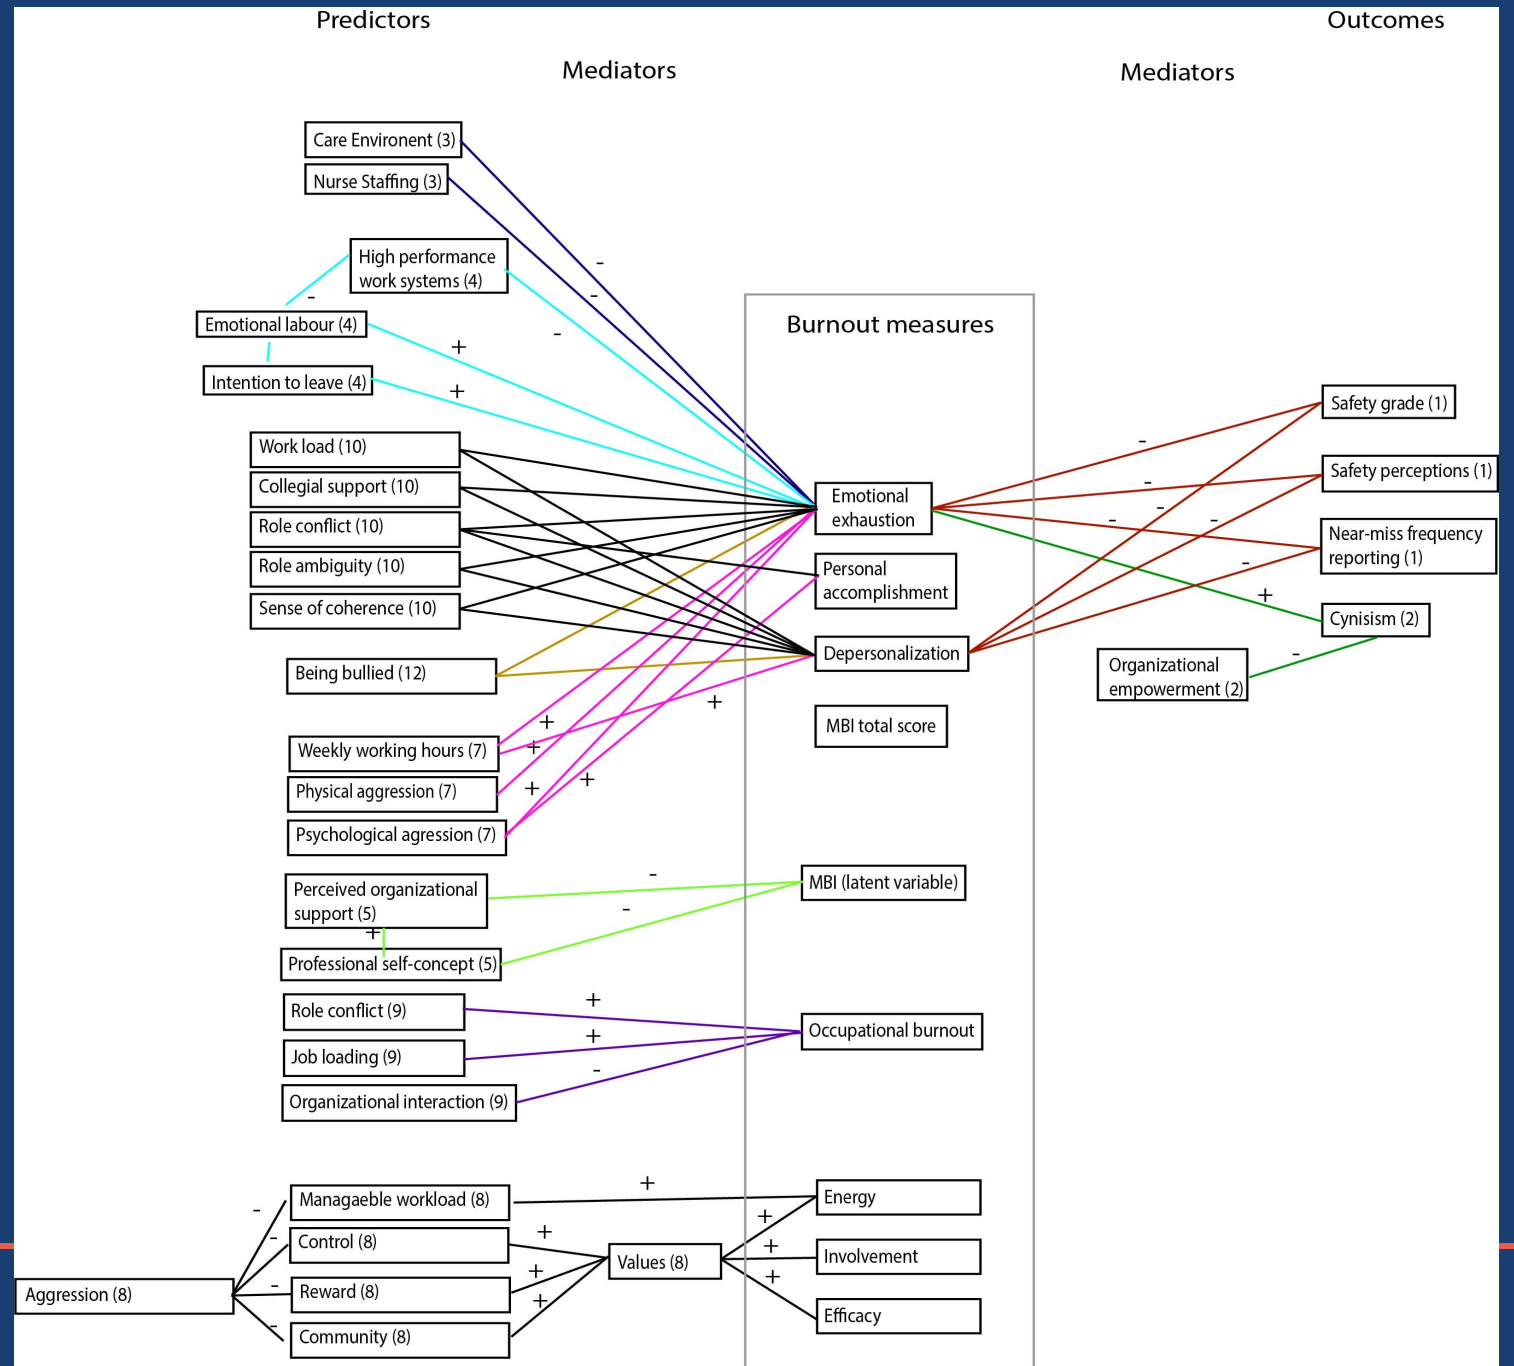 Predictors
Outcomes
Mediators
Mediators
Care Environent (3)
Nurse Staffing (3)
High performance
work systems (4)
Emotional labour (4)
Intention to leave (4)
Work load (10)
Collegial support (10)
Role conflict (10)
Role ambiguity (10)
Sense of coherence (10)
Being bullied (12)
Weekly working hours (7)
Physical aggression (7)
Psychological agression (7)
Perceived organizational
support (5)
Professional self-concept (5)
Role conflict (9)
Job loading (9)
Organizational interaction (9)
Aggression (8)
Managaeble workload (8)
Control (8)
Reward (8)
Community (8)
Values (8)
Burnout measures
Emotional
exhaustion
Personal
accomplishment
Depersonalization
MBI total score
MBI (latent variable)
Occupational burnout
Energy
Involvement
Efficacy
Safety grade (1)
Safety perceptions (1)
Near-miss frequency
reporting (1)
Cynisism (2)
Organizational
empowerment (2)